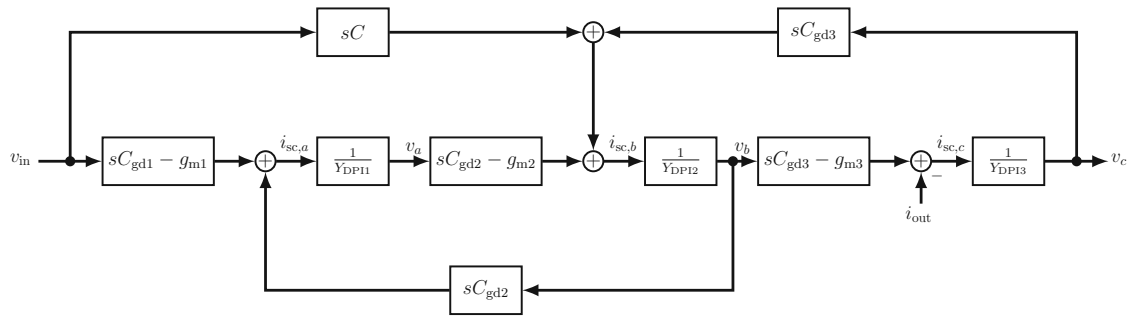 sC
+
sC_gd3
v_in
sC_gd1 − g_m1
+
i_sc,a
1/Y_DPI1
v_a
sC_gd2 − g_m2
+
i_sc,b
1/Y_DPI2
v_b
sC_gd3 − g_m3
+
−
i_sc,c
1/Y_DPI3
v_c
i_out
sC_gd2